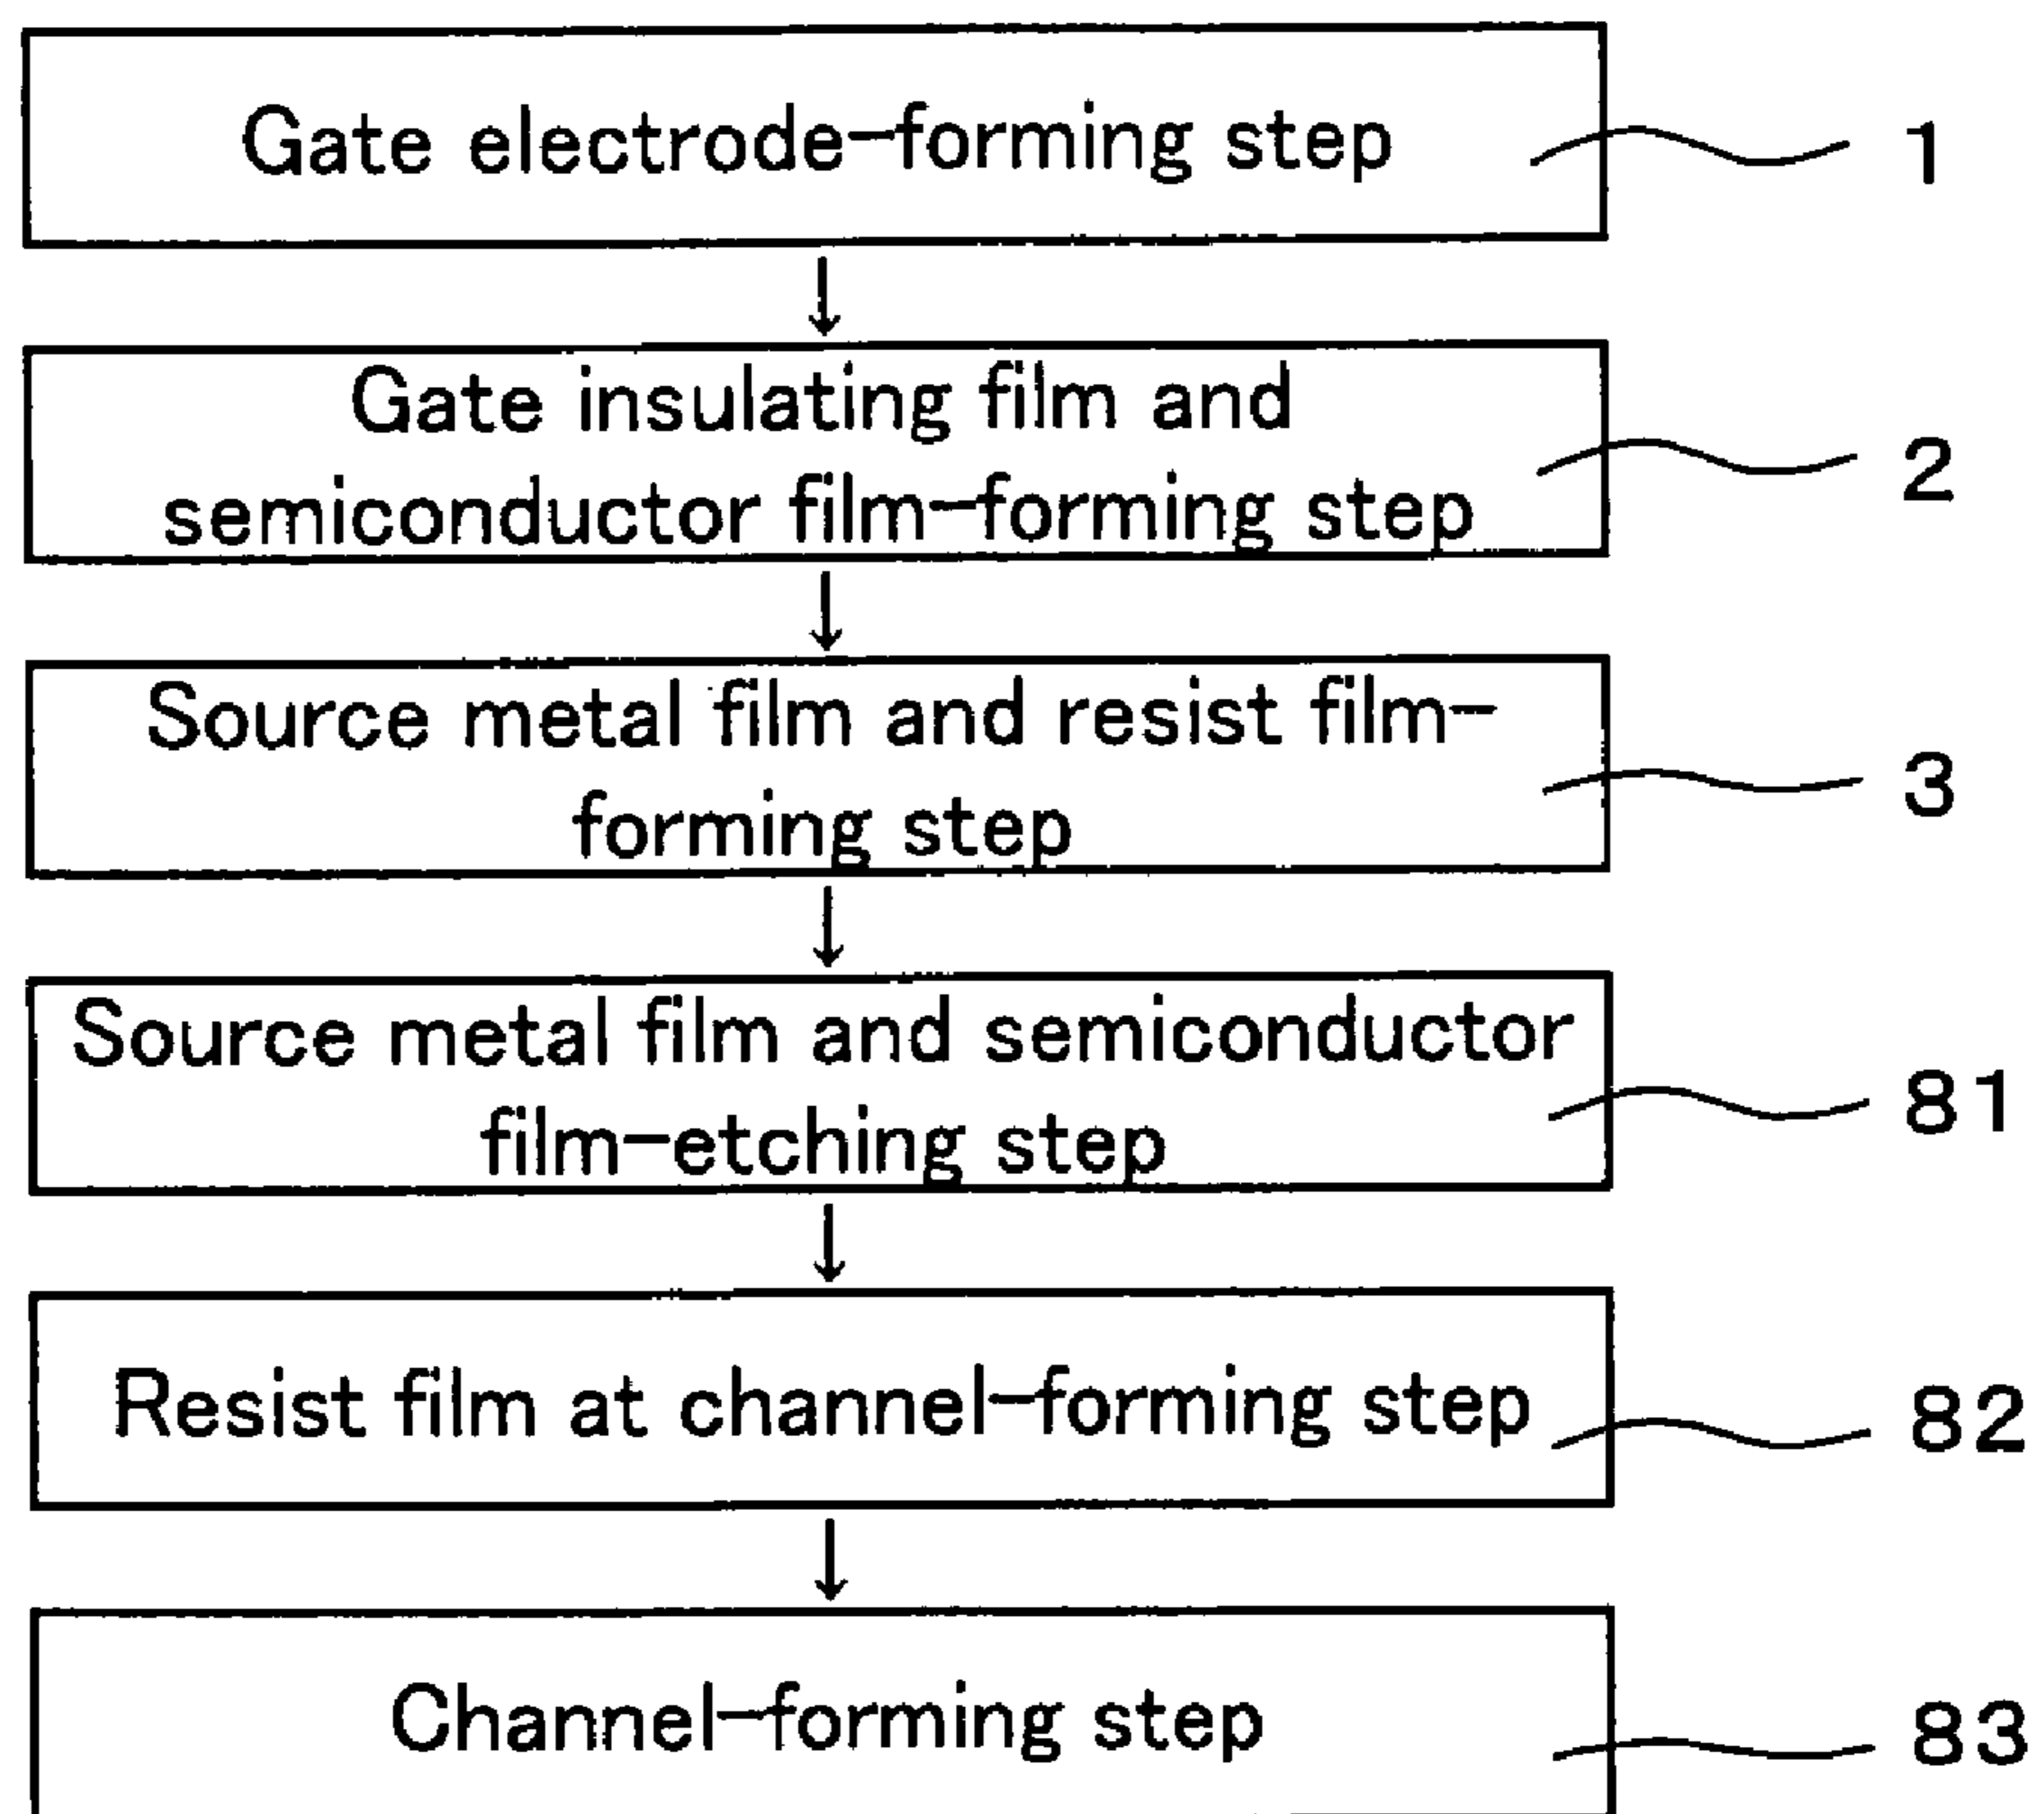 Gate electrode-forming step
1
Gate insulating film and
semiconductor film-forming step
2
Source metal film and resist film-
forming step
3
Source metal film and semiconductor
film-etching step
81
Resist film at channel-forming step
82
Channel-forming step
83